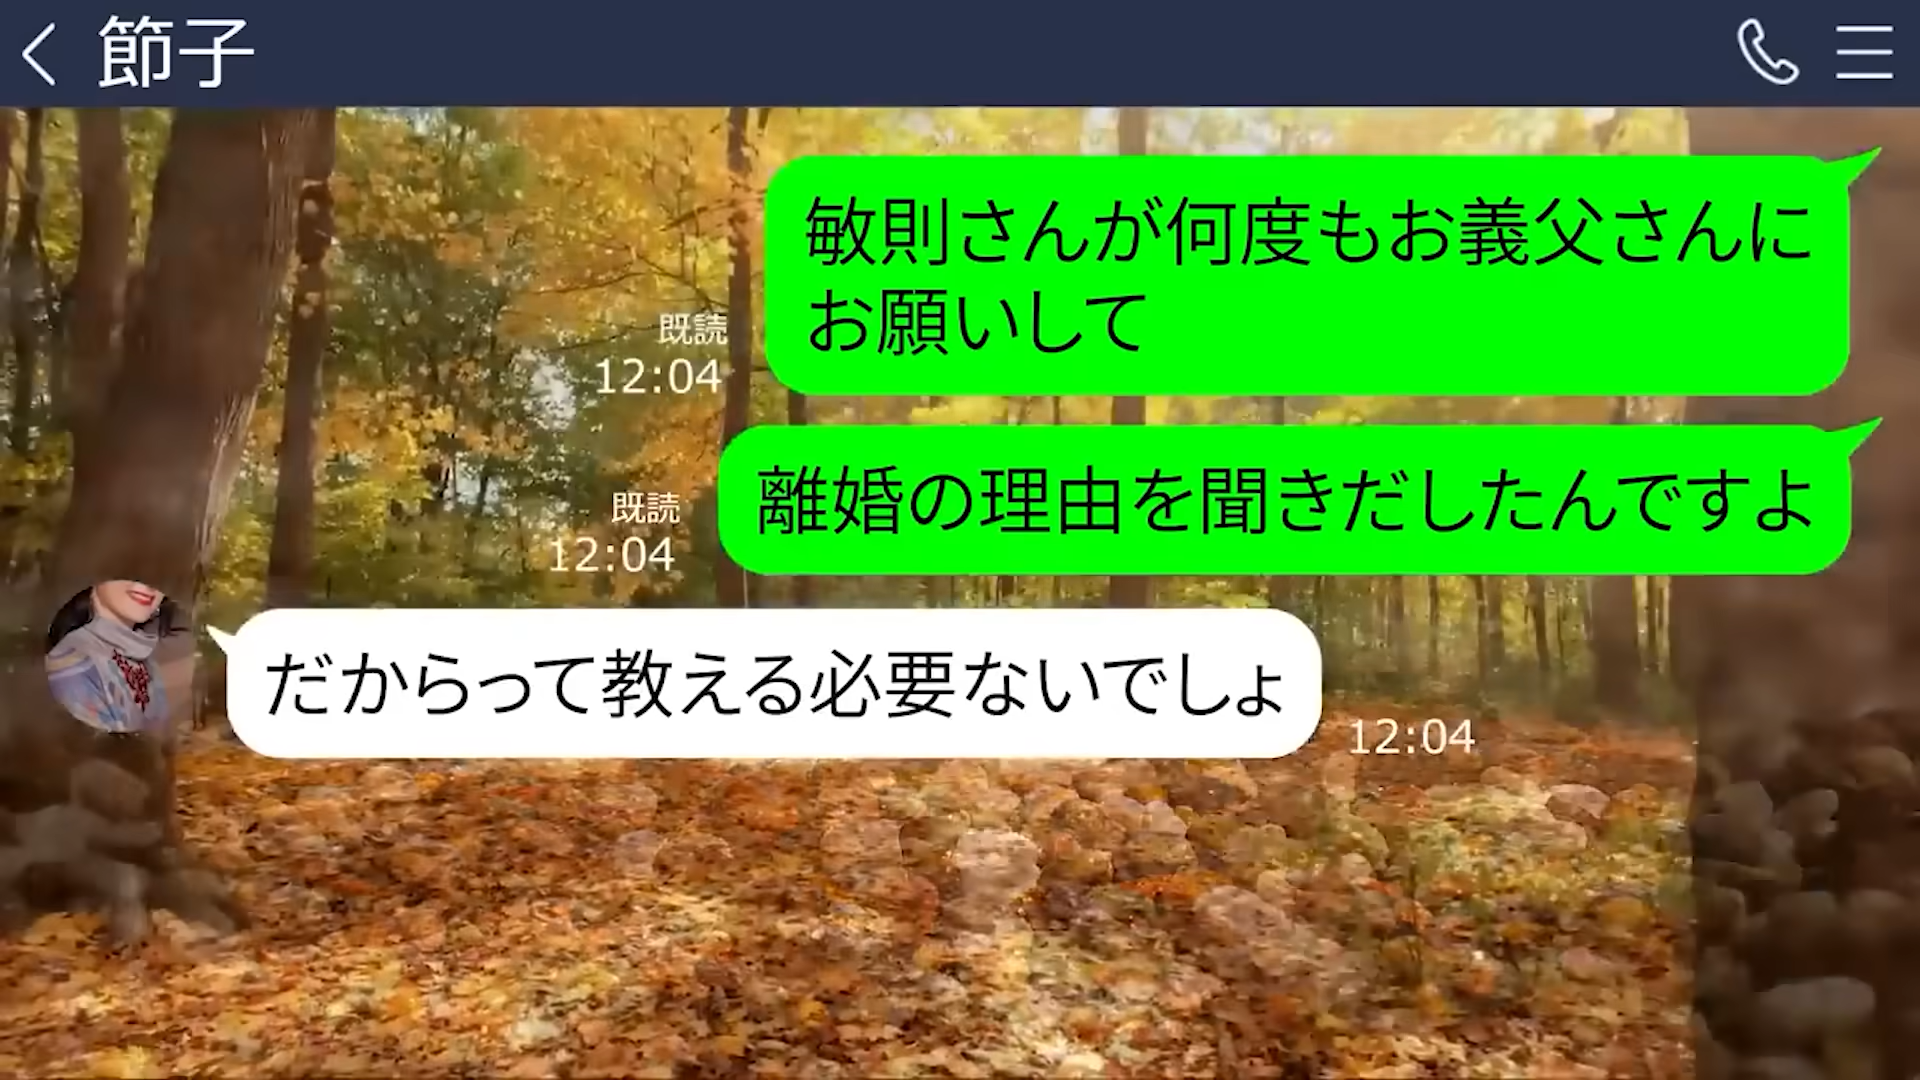 節子
敏則さんが何度もお義父さんに
お願いして
既読
12:04
離婚の理由を聞きだしたんですよ
既読
12:04
だからって教える必要ないでしょ
12:04